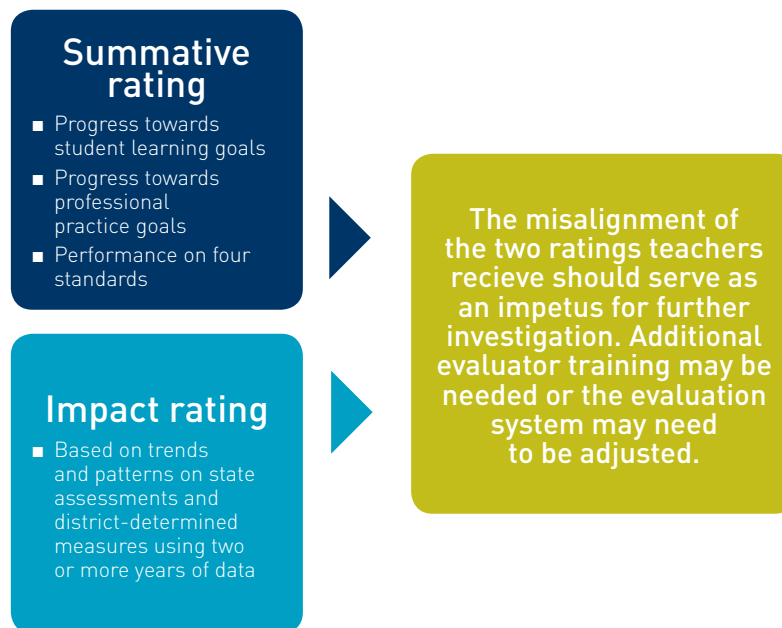 Summative
rating
■ Progress towards
student learning goals
■ Progress towards
professional
practice goals
■ Performance on four
standards
Impact rating
■ Based on trends
and patterns on state
assessments and
district-determined
measures using two
or more years of data
The misalignment of
the two ratings teachers
recieve should serve as
an impetus for further
investigation. Additional
evaluator training may be
needed or the evaluation
system may need
to be adjusted.